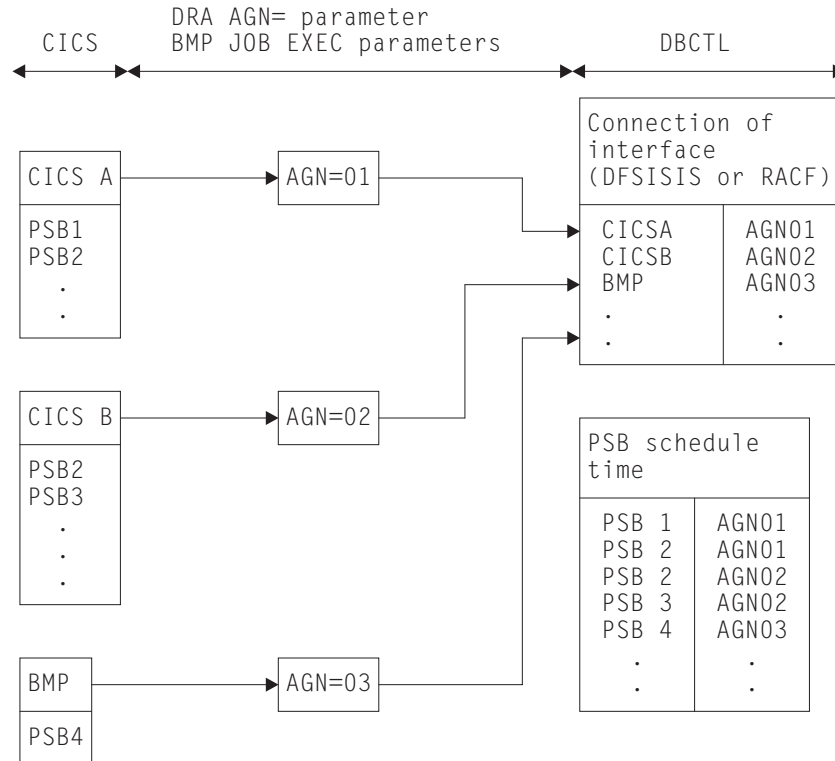 DRA AGN= parameter
CICS BMP JOB EXEC parameters DBCTL
Connection of
interface
(DFSISIS or RACF)
CICS A AGN=01
PSB1 CICSA AGN01
PSB2 CICSB AGN02
. BMP AGN03
. . .
. .
CICS B AGN=02
PSB schedule
time
PSB2
PSB3
.
.
.
PSB 1 AGN01
PSB 2 AGN01
PSB 2 AGN02
PSB 3 AGN02
PSB 4 AGN03
. .
. .
BMP AGN=03
PSB4